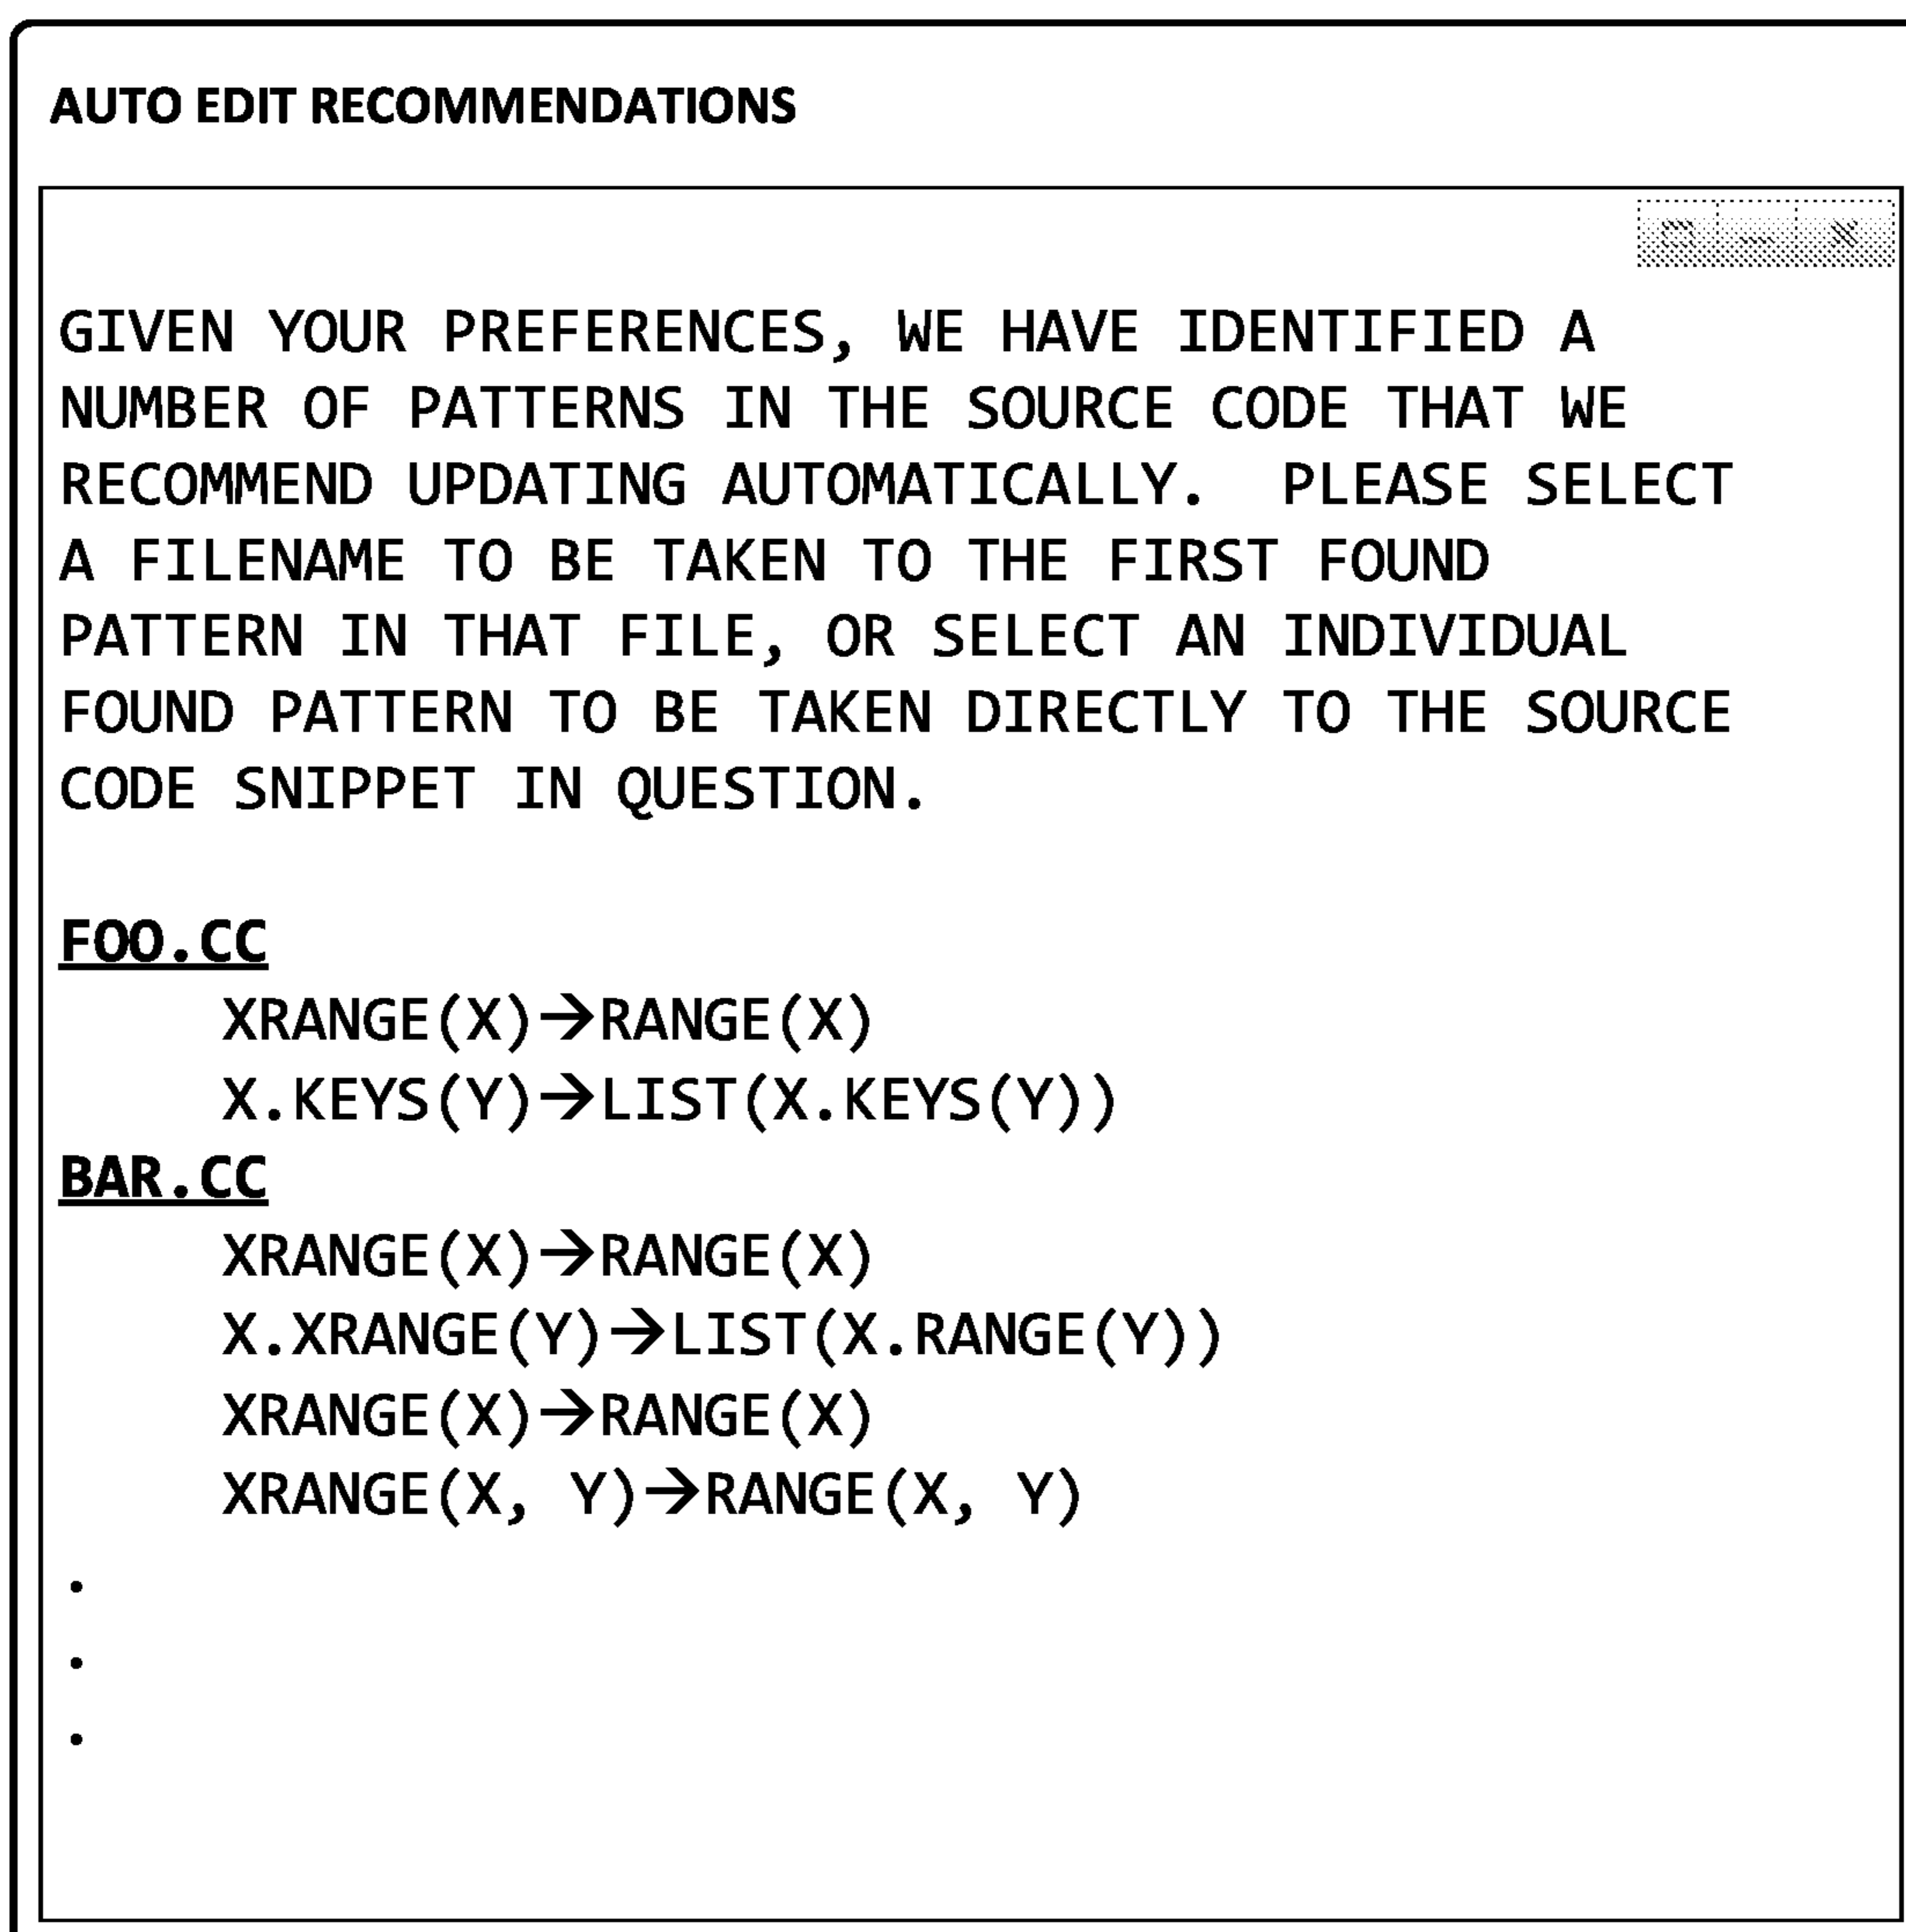 AUTO EDIT RECOMMENDATIONS
GIVEN YOUR PREFERENCES, WE HAVE IDENTIFIED A
NUMBER OF PATTERNS IN THE SOURCE CODE THAT WE
RECOMMEND UPDATING AUTOMATICALLY.  PLEASE SELECT
A FILENAME TO BE TAKEN TO THE FIRST FOUND
PATTERN IN THAT FILE, OR SELECT AN INDIVIDUAL
FOUND PATTERN TO BE TAKEN DIRECTLY TO THE SOURCE
CODE SNIPPET IN QUESTION.
FOO.CC
XRANGE(X)→RANGE(X)
X.KEYS(Y)→LIST(X.KEYS(Y))
BAR.CC
XRANGE(X)→RANGE(X)
X.XRANGE(Y)→LIST(X.RANGE(Y))
XRANGE(X)→RANGE(X)
XRANGE(X, Y)→RANGE(X, Y)
.
.
.